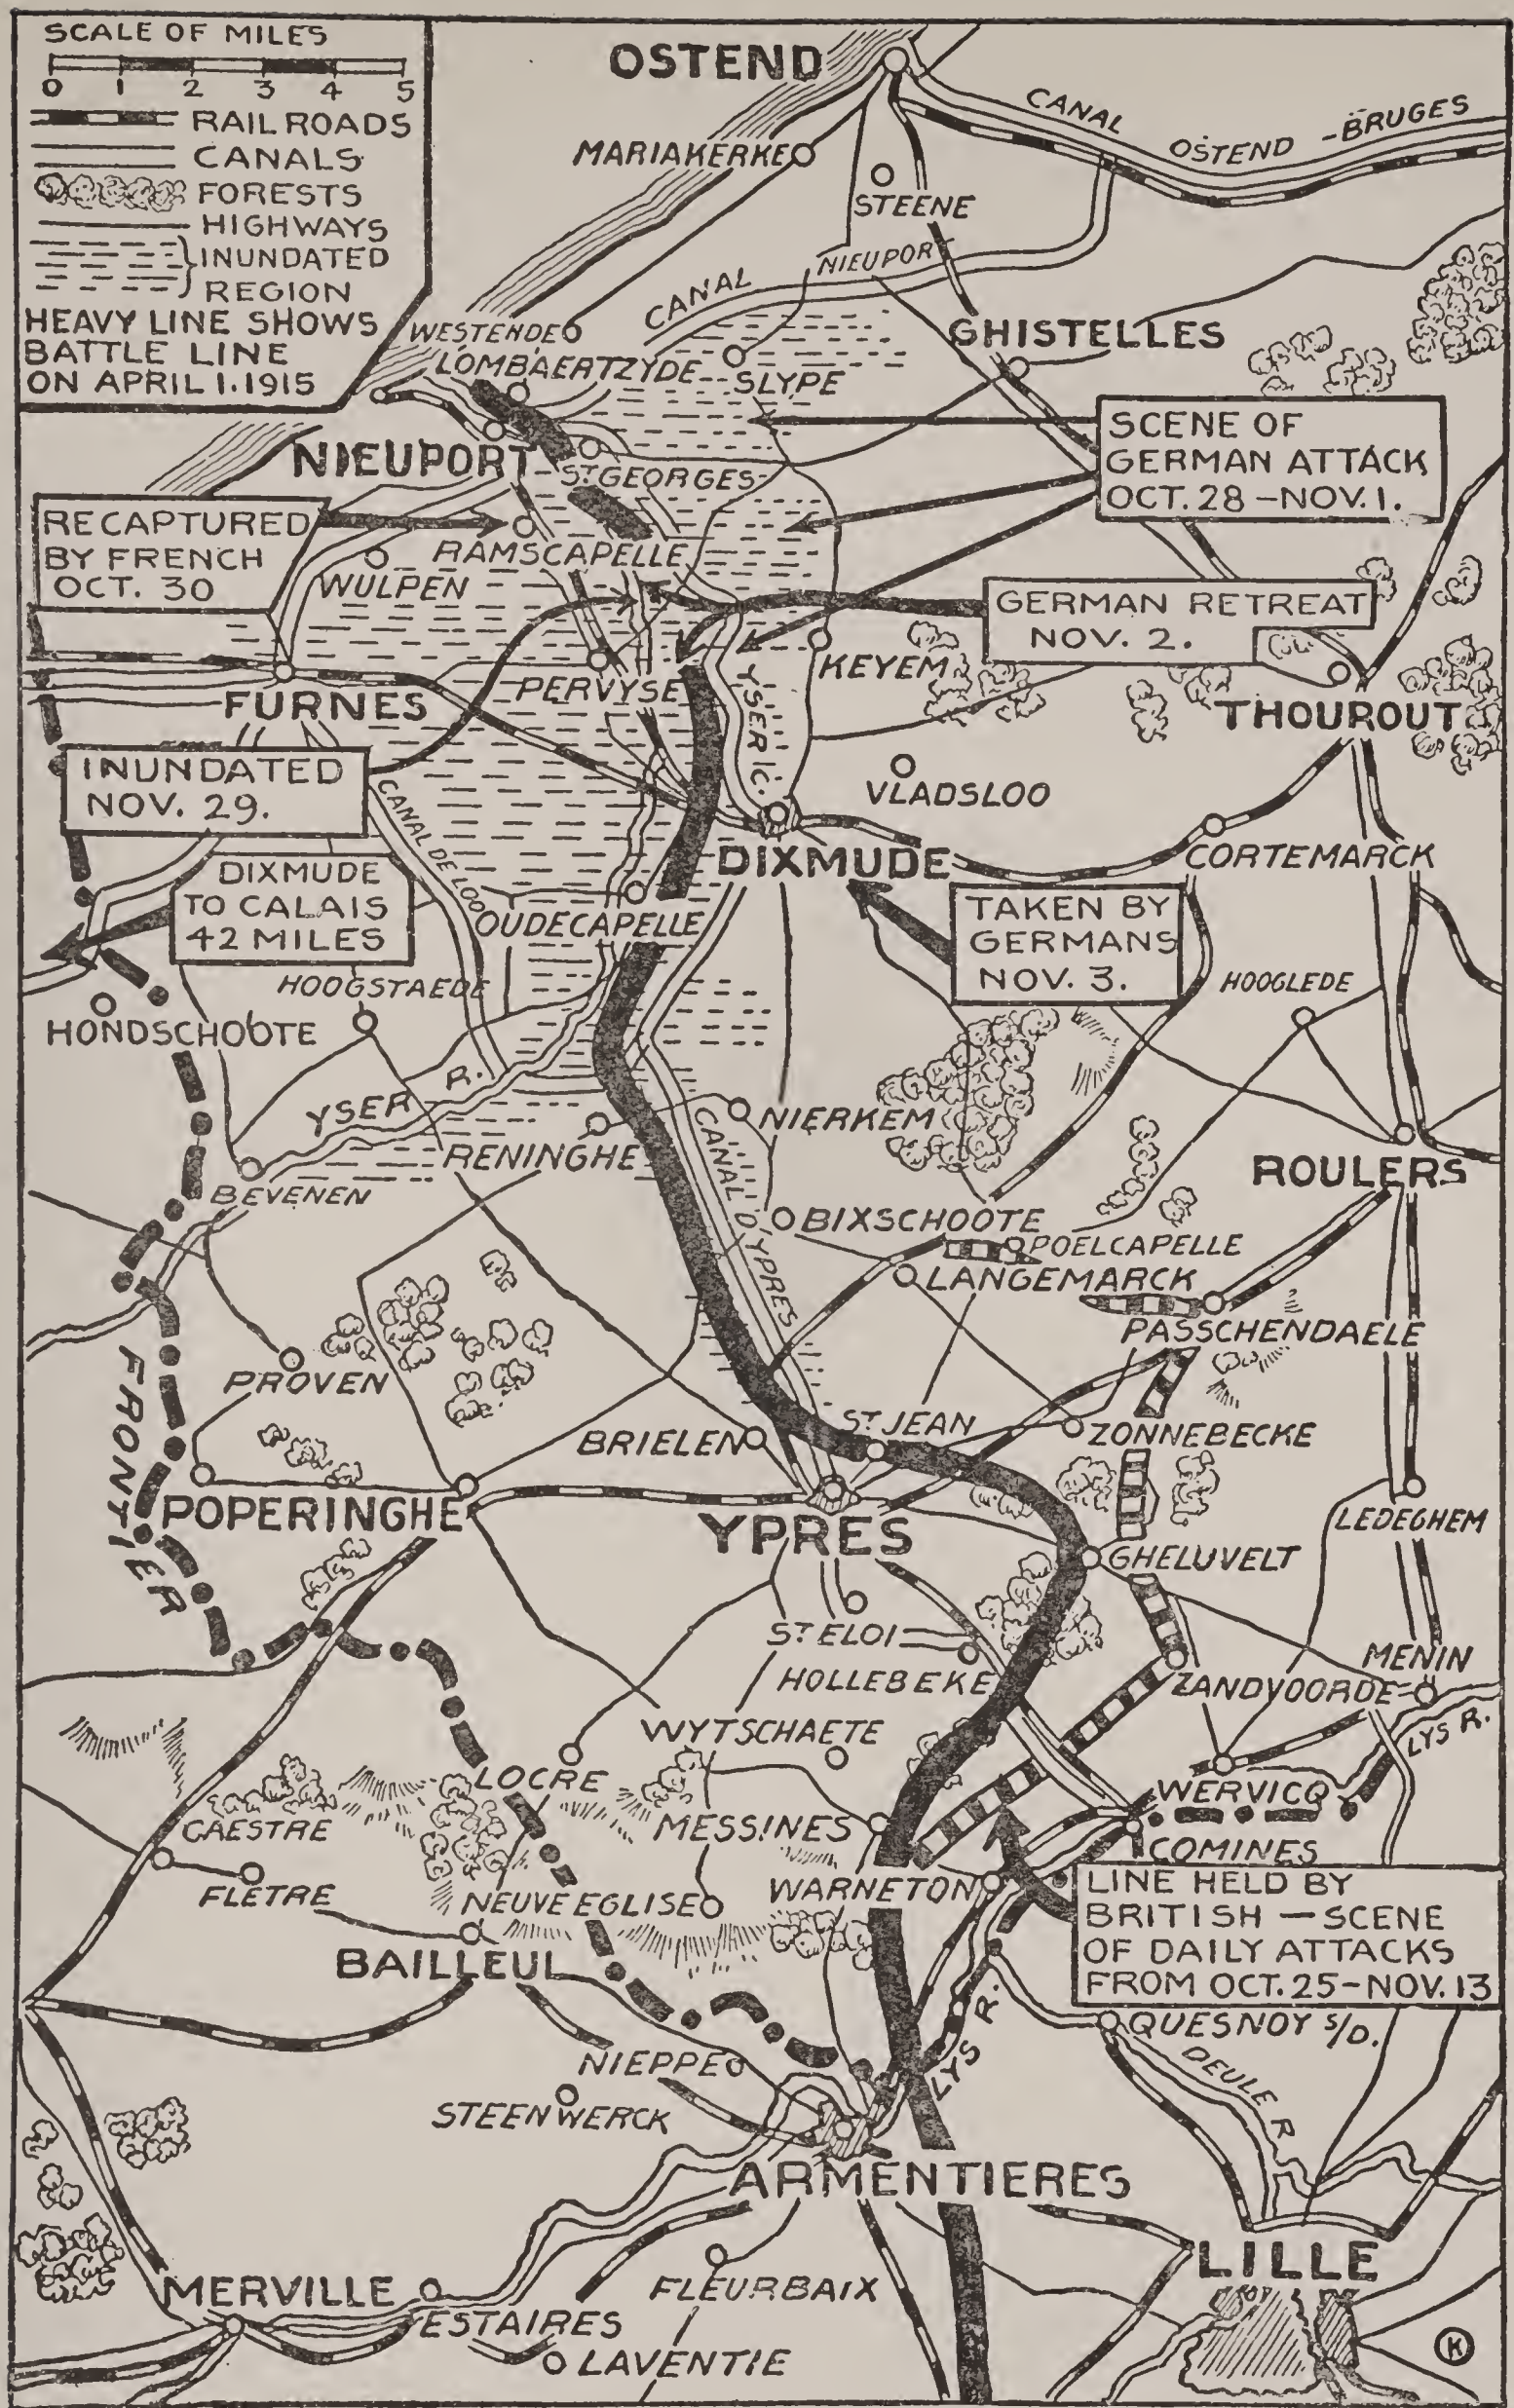 SCALE OF MILES
0 1 2 3 4 5
RAILROADS
CANALS
FORESTS
HIGHWAYS
INUNDATED
REGION
HEAVY LINE SHOWS
BATTLE LINE
ON APRIL 1. 1915
OSTEND
CANAL
OSTEND - BRUGES
MARIAKERKE
STEENE
CANAL
NIEUPORT
WESTENDE
LOMBAERTZYDE
SLYPE
GHISTELLES
SCENE OF
GERMAN ATTACK
OCT. 28 - NOV. 1.
NIEUPORT
ST. GEORGES
RECAPTURED
BY FRENCH
OCT. 30
RAMSCAPELLE
WULPEN
GERMAN RETREAT
NOV. 2.
KEYEM
PERVYSE
YSER C.
FURNES
THOUROUT
INUNDATED
NOV. 29.
CANAL DE LOO
VLADSLOO
DIXMUDE
CORTEMARCK
DIXMUDE
TO CALAIS
42 MILES
OUDECAPELLE
TAKEN BY
GERMANS
NOV. 3.
HOOGSTAEDE
HOOGLEDE
HONDSCHOOTE
YSER R.
NIERKEM
RENINGHE
CANAL D'YPRES
BEVENEN
ROULERS
BIXSCHOOTE
POELCAPELLE
LANGEMARCK
PASSCHENDAELE
PROVEN
FRONTIER
BRIELEN
ST. JEAN
ZONNEBECKE
POPERINGHE
YPRES
LEDEGHEM
GHELUVELT
ST. ELOI
HOLLEBEKE
MENIN
ZANDVOORDE
LYS R.
WYTSCHAETE
LOCRE
WERVICQ
CAESTRE
MESSINES
COMINES
FLETRE
NEUVE EGLISE
WARNETON
LINE HELD BY
BRITISH - SCENE
OF DAILY ATTACKS
FROM OCT. 25 - NOV. 13
BAILLEUL
LYS R.
QUESNOY S/D.
NIEPPE
DEULE R.
STEENWERCK
ARMENTIERES
LILLE
MERVILLE
FLEURBAIX
ESTAIRES
LAVENTIE
K